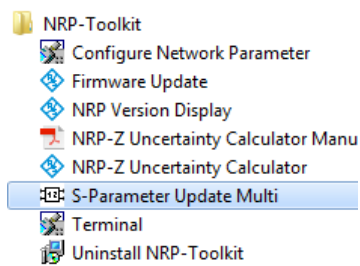 NRP-Toolkit
Configure Network Parameter
Firmware Update
NRP Version Display
NRP-Z Uncertainty Calculator Manu
NRP-Z Uncertainty Calculator
S-Parameter Update Multi
Terminal
Uninstall NRP-Toolkit